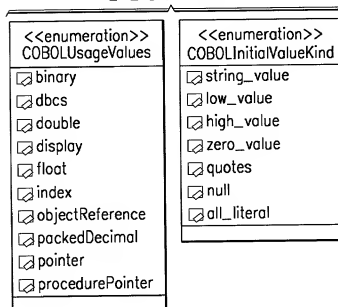 <<enumeration>>
COBOLUsageValues
binary
dbcs
double
display
float
index
objectReference
packedDecimal
pointer
procedurePointer
<<enumeration>>
COBOLInitialValueKind
string_value
low_value
high_value
zero_value
quotes
null
all_literal